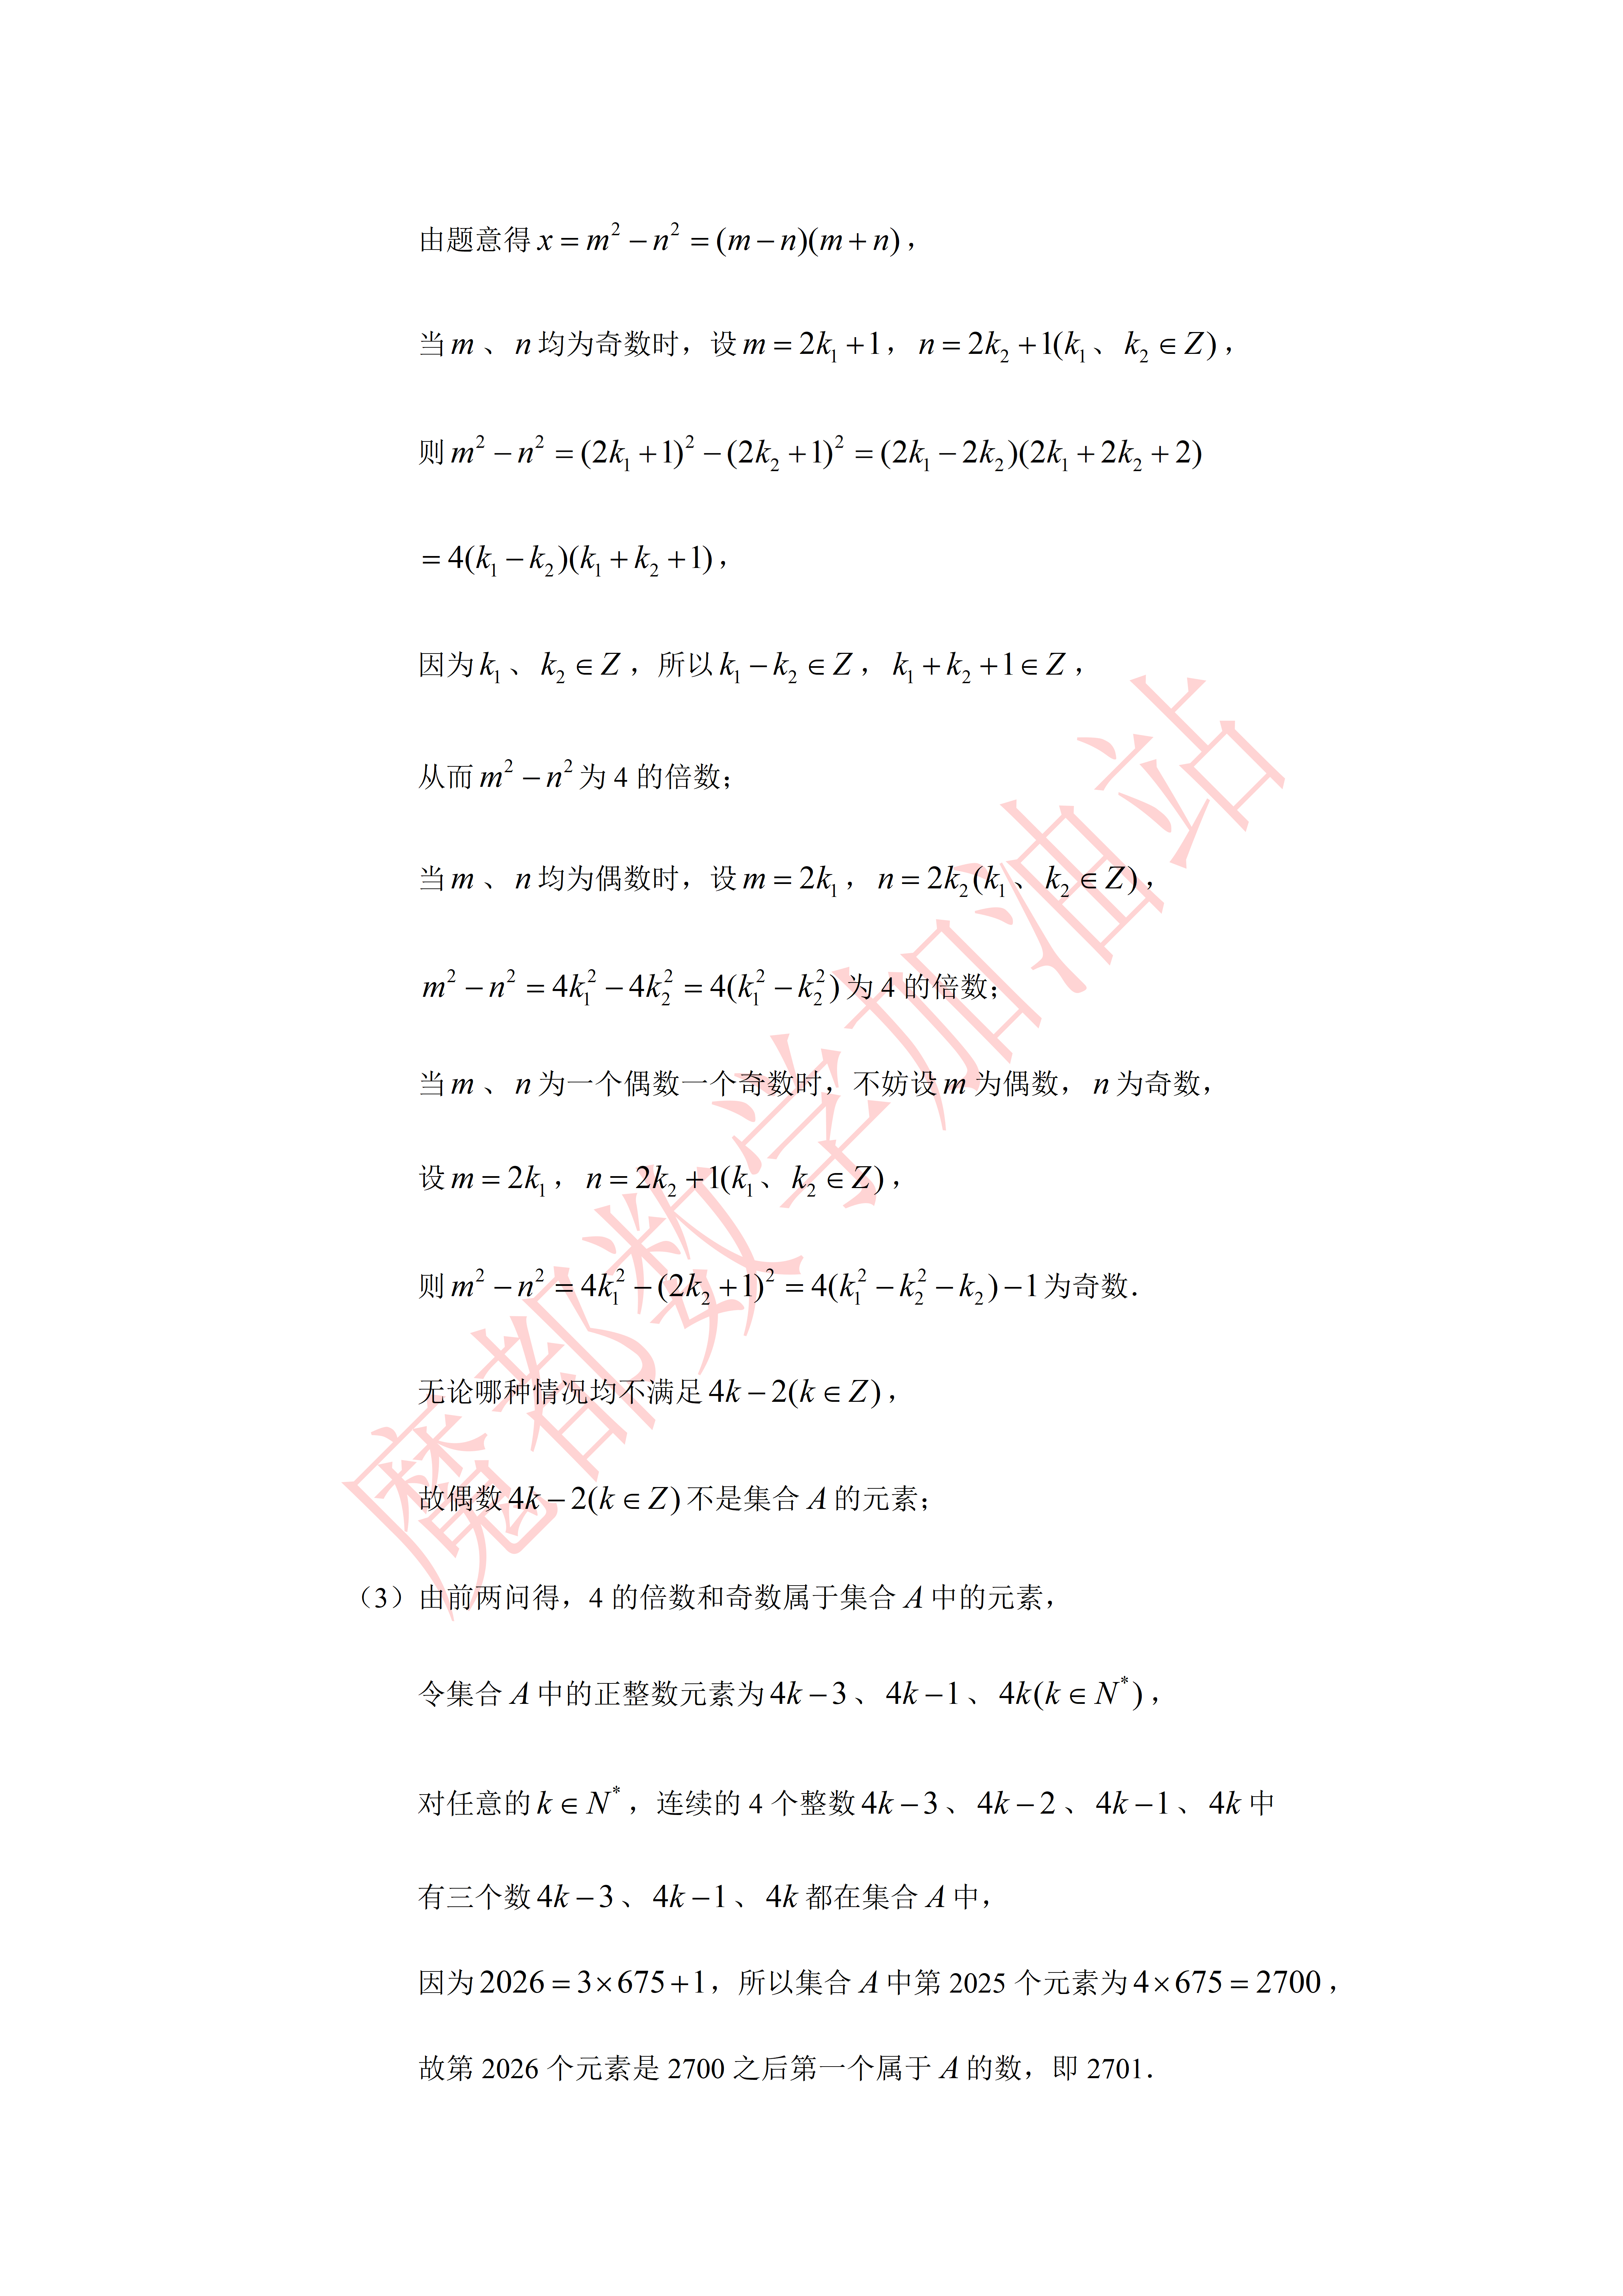 由题意得 x = m² − n² = (m − n)(m + n)，
当 m 、 n 均为奇数时，设 m = 2k₁ + 1， n = 2k₂ + 1(k₁、 k₂ ∈ Z)，
则 m² − n² = (2k₁ + 1)² − (2k₂ + 1)² = (2k₁ − 2k₂)(2k₁ + 2k₂ + 2)
= 4(k₁ − k₂)(k₁ + k₂ + 1)，
因为 k₁、 k₂ ∈ Z ，所以 k₁ − k₂ ∈ Z ， k₁ + k₂ + 1 ∈ Z ，
从而 m² − n² 为 4 的倍数；
当 m 、 n 均为偶数时，设 m = 2k₁， n = 2k₂(k₁、 k₂ ∈ Z)，
m² − n² = 4k₁² − 4k₂² = 4(k₁² − k₂²) 为 4 的倍数；
当 m 、 n 为一个偶数一个奇数时，不妨设 m 为偶数， n 为奇数，
设 m = 2k₁， n = 2k₂ + 1(k₁、 k₂ ∈ Z)，
则 m² − n² = 4k₁² − (2k₂ + 1)² = 4(k₁² − k₂² − k₂) − 1 为奇数．
无论哪种情况均不满足 4k − 2(k ∈ Z)，
故偶数 4k − 2(k ∈ Z) 不是集合 A 的元素；
（3）由前两问得，4 的倍数和奇数属于集合 A 中的元素，
令集合 A 中的正整数元素为 4k − 3、 4k − 1、 4k(k ∈ N*)，
对任意的 k ∈ N*，连续的 4 个整数 4k − 3、 4k − 2、 4k − 1、 4k 中
有三个数 4k − 3、 4k − 1、 4k 都在集合 A 中，
因为 2026 = 3 × 675 + 1，所以集合 A 中第 2025 个元素为 4 × 675 = 2700，
故第 2026 个元素是 2700 之后第一个属于 A 的数，即 2701．
魔都数学加油站